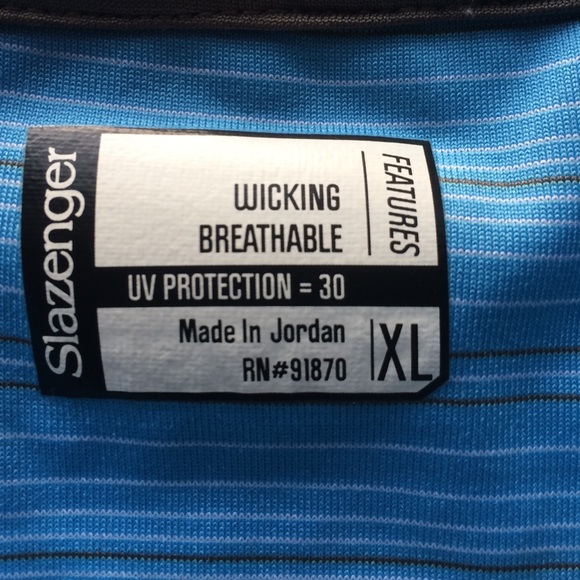 Slazenger
WICKING
BREATHABLE
FEATURES
UV PROTECTION = 30
Made In Jordan
RN#91870
XL